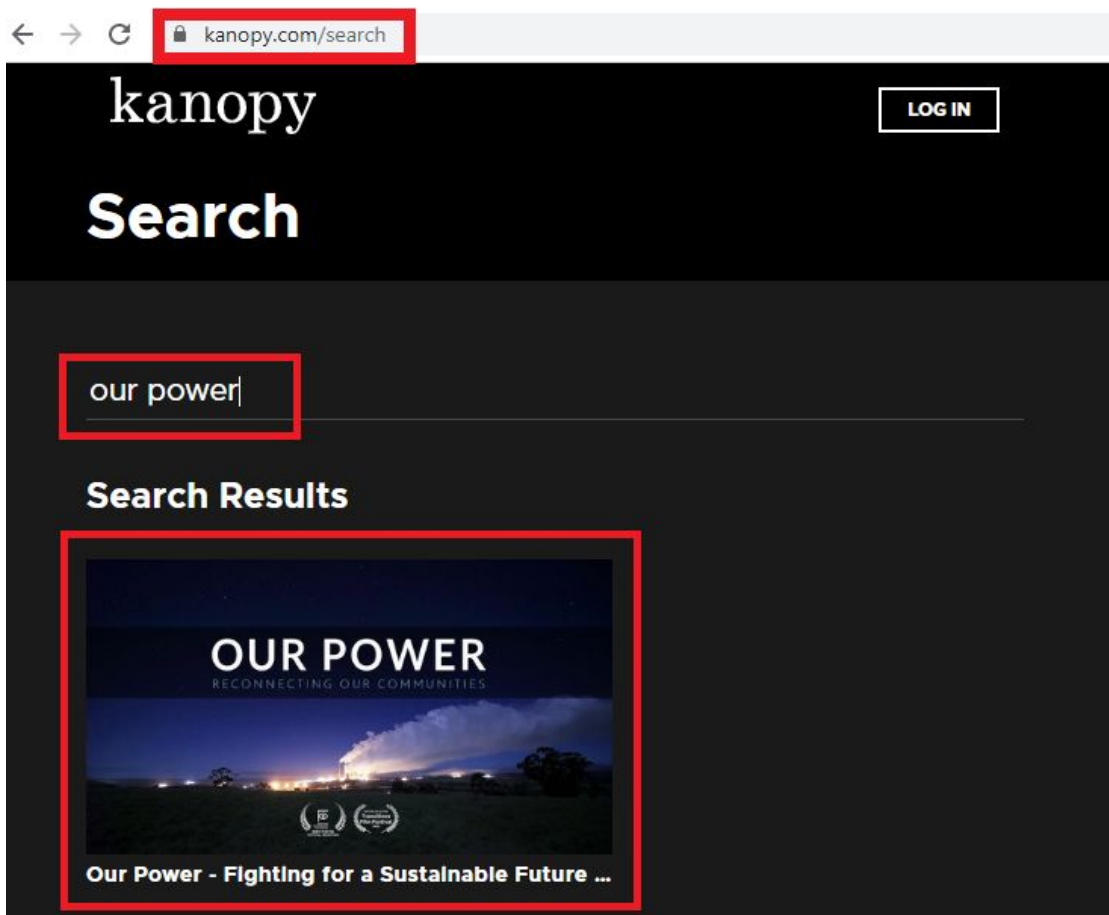 kanopy.com/search
kanopy
LOG IN
Search
our power
Search Results
OUR POWER
RECONNECTING OUR COMMUNITIES
Our Power - Fighting for a Sustainable Future ...